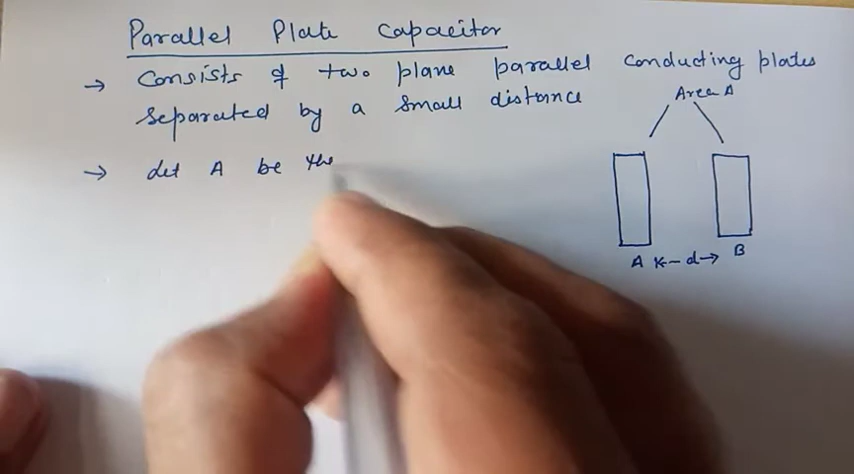 Parallel Plate Capacitor
→ Consists of two plane parallel conducting plates
separated by a small distance
Area A
→ Let A be the
A K- d → B